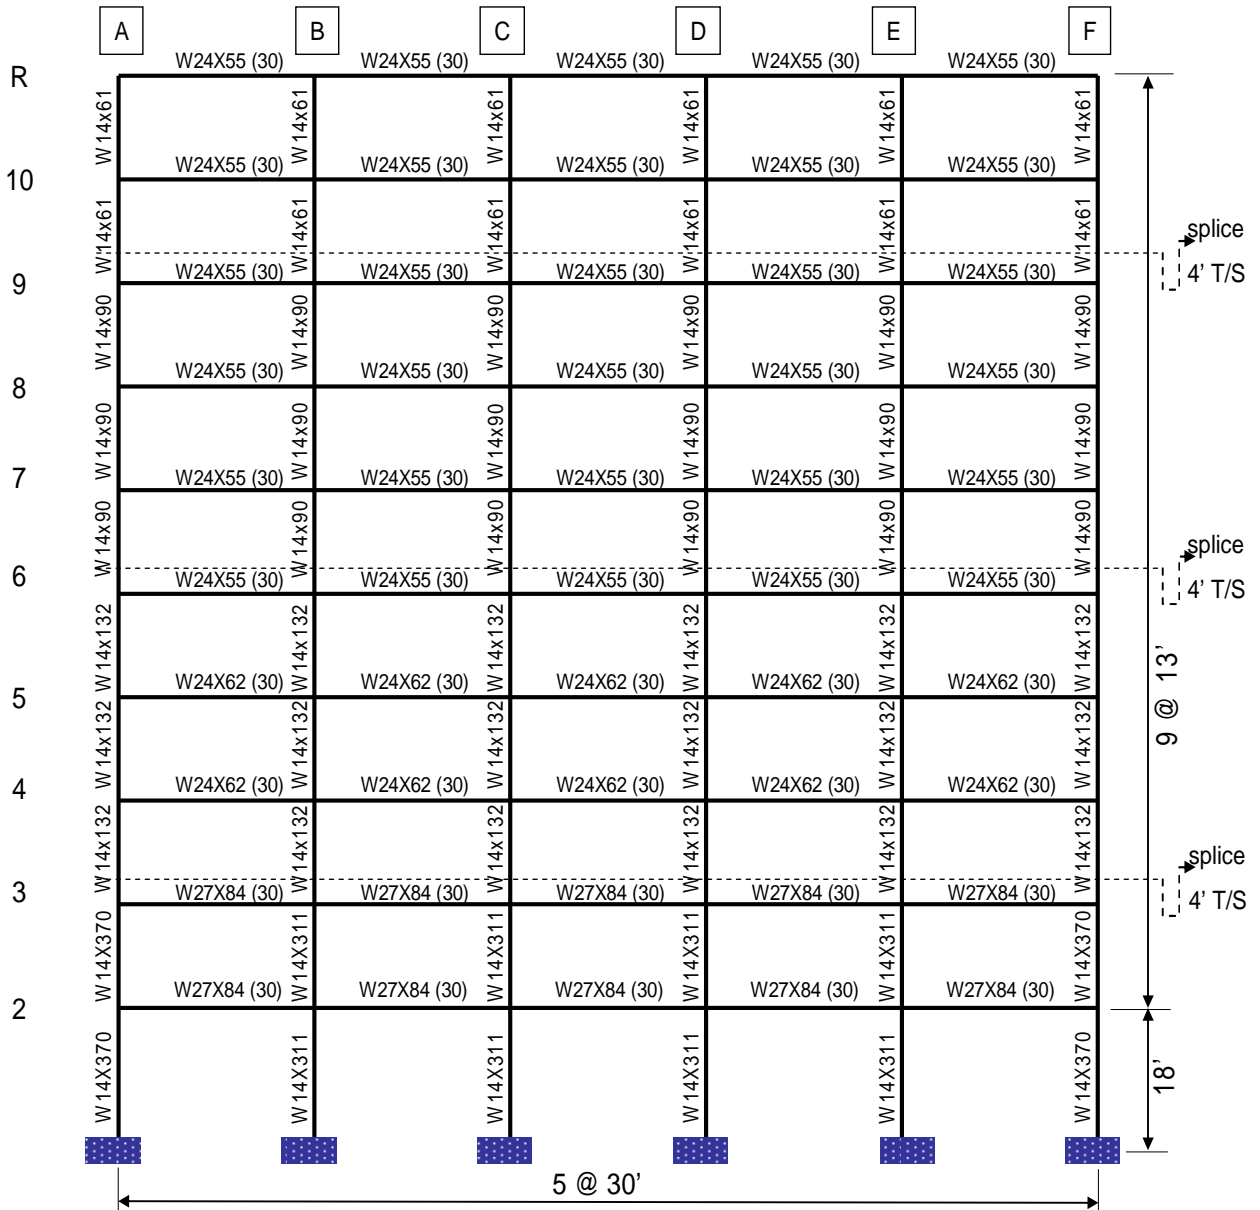 A B C D E F
W24X55 (30) W24X55 (30) W24X55 (30) W24X55 (30) W24X55 (30)
R
W14x61 W14x61 W14x61 W14x61 W14x61 W14x61
W24X55 (30) W24X55 (30) W24X55 (30) W24X55 (30) W24X55 (30)
10
W14x61 W14x61 W14x61 W14x61 W14x61 W14x61
splice
W24X55 (30) W24X55 (30) W24X55 (30) W24X55 (30) W24X55 (30)
4’ T/S
9
W14x90 W14x90 W14x90 W14x90 W14x90 W14x90
W24X55 (30) W24X55 (30) W24X55 (30) W24X55 (30) W24X55 (30)
8
W14x90 W14x90 W14x90 W14x90 W14x90 W14x90
W24X55 (30) W24X55 (30) W24X55 (30) W24X55 (30) W24X55 (30)
7
W14x90 W14x90 W14x90 W14x90 W14x90 W14x90
splice
W24X55 (30) W24X55 (30) W24X55 (30) W24X55 (30) W24X55 (30)
4’ T/S
6
W14x132 W14x132 W14x132 W14x132 W14x132 W14x132
W24X62 (30) W24X62 (30) W24X62 (30) W24X62 (30) W24X62 (30)
5
9 @ 13’
W14x132 W14x132 W14x132 W14x132 W14x132 W14x132
W24X62 (30) W24X62 (30) W24X62 (30) W24X62 (30) W24X62 (30)
4
W14x132 W14x132 W14x132 W14x132 W14x132 W14x132
splice
W27X84 (30) W27X84 (30) W27X84 (30) W27X84 (30) W27X84 (30)
4’ T/S
3
W14X370 W14X311 W14X311 W14X311 W14X311 W14X370
W27X84 (30) W27X84 (30) W27X84 (30) W27X84 (30) W27X84 (30)
2
W14X370 W14X311 W14X311 W14X311 W14X311 W14X370
18’
5 @ 30’